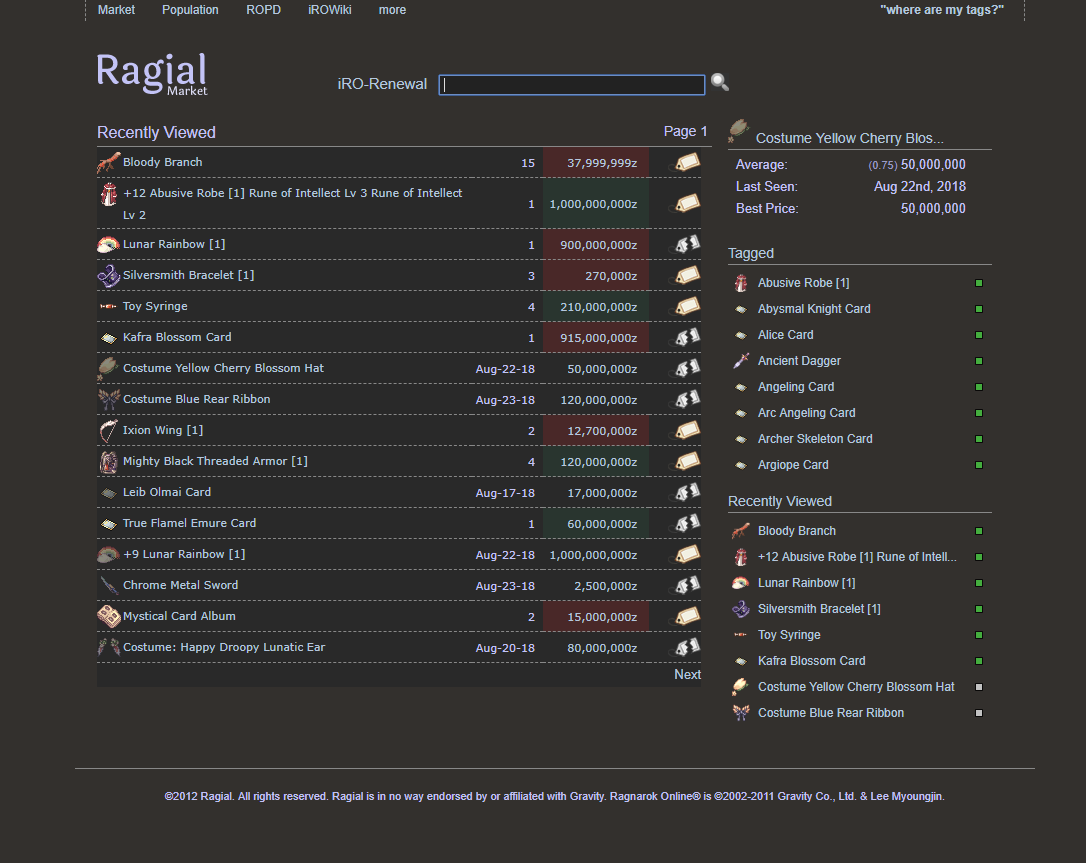 Market Population ROPD iROWiki more "where are my tags?"
Ragial
Market
iRO-Renewal
Recently Viewed Page 1
Bloody Branch 15 37,999,999z
+12 Abusive Robe [1] Rune of Intellect Lv 3 Rune of Intellect
Lv 2 1 1,000,000,000z
Lunar Rainbow [1] 1 900,000,000z
Silversmith Bracelet [1] 3 270,000z
Toy Syringe 4 210,000,000z
Kafra Blossom Card 1 915,000,000z
Costume Yellow Cherry Blossom Hat Aug-22-18 50,000,000z
Costume Blue Rear Ribbon Aug-23-18 120,000,000z
Ixion Wing [1] 2 12,700,000z
Mighty Black Threaded Armor [1] 4 120,000,000z
Leib Olmai Card Aug-17-18 17,000,000z
True Flamel Emure Card 1 60,000,000z
+9 Lunar Rainbow [1] Aug-22-18 1,000,000,000z
Chrome Metal Sword Aug-23-18 2,500,000z
Mystical Card Album 2 15,000,000z
Costume: Happy Droopy Lunatic Ear Aug-20-18 80,000,000z
Next
Costume Yellow Cherry Blos...
Average: (0.75) 50,000,000
Last Seen: Aug 22nd, 2018
Best Price: 50,000,000
Tagged
Abusive Robe [1]
Abysmal Knight Card
Alice Card
Ancient Dagger
Angeling Card
Arc Angeling Card
Archer Skeleton Card
Argiope Card
Recently Viewed
Bloody Branch
+12 Abusive Robe [1] Rune of Intell...
Lunar Rainbow [1]
Silversmith Bracelet [1]
Toy Syringe
Kafra Blossom Card
Costume Yellow Cherry Blossom Hat
Costume Blue Rear Ribbon
©2012 Ragial. All rights reserved. Ragial is in no way endorsed by or affiliated with Gravity. Ragnarok Online® is ©2002-2011 Gravity Co., Ltd. & Lee Myoungjin.